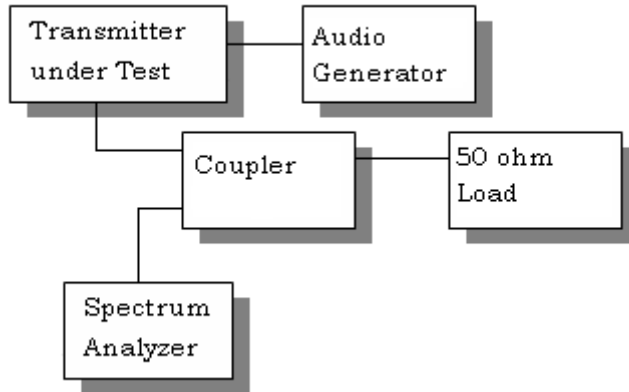 Transmitter
under Test
Audio
Generator
Coupler
50 ohm
Load
Spectrum
Analyzer